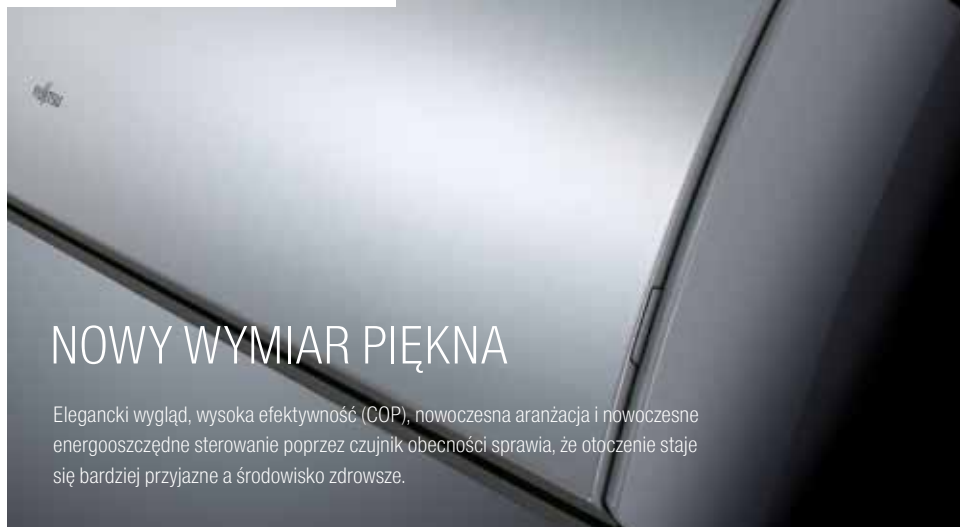 FUJITSU
NOWY WYMIAR PIĘKNA
Elegancki wygląd, wysoka efektywność (COP), nowoczesna aranżacja i nowoczesne
energooszczędne sterowanie poprzez czujnik obecności sprawia, że otoczenie staje
się bardziej przyjazne a środowisko zdrowsze.